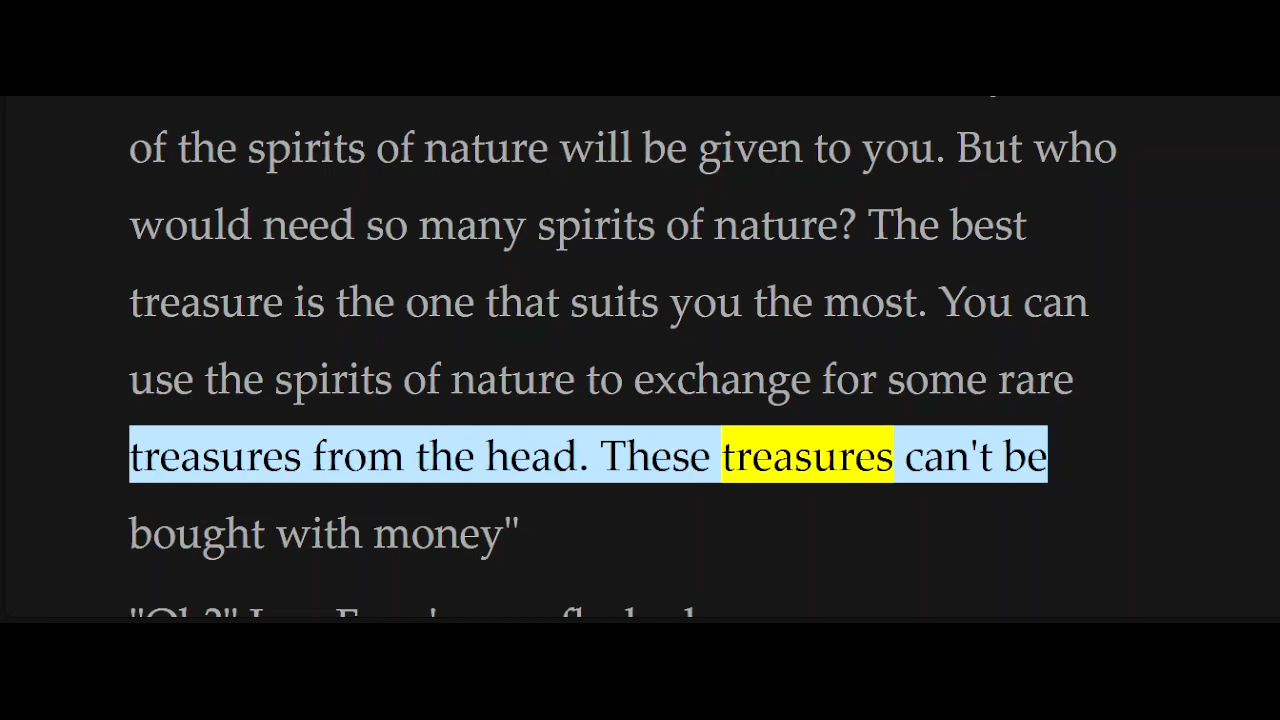 of the spirits of nature will be given to you. But who
would need so many spirits of nature? The best
treasure is the one that suits you the most. You can
use the spirits of nature to exchange for some rare
treasures from the head. These treasures can't be
bought with money"
"Oh?"